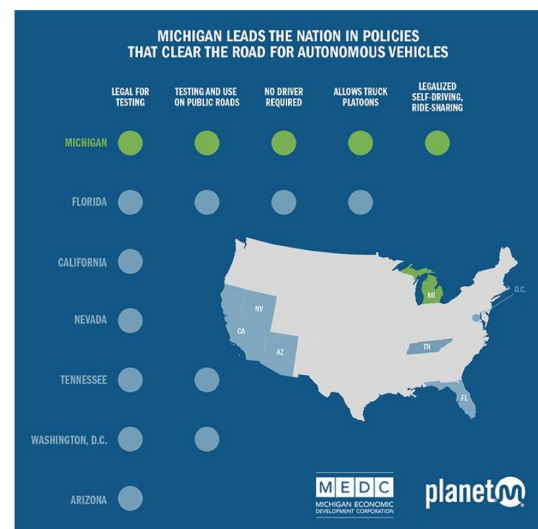 MICHIGAN LEADS THE NATION IN POLICIES
THAT CLEAR THE ROAD FOR AUTONOMOUS VEHICLES
LEGAL FOR
TESTING
TESTING AND USE
ON PUBLIC ROADS
NO DRIVER
REQUIRED
ALLOWS TRUCK
PLATOONS
LEGALIZED
SELF-DRIVING,
RIDE-SHARING
MICHIGAN
FLORIDA
CALIFORNIA
NEVADA
TENNESSEE
WASHINGTON, D.C.
ARIZONA
MI
D.C.
NV
CA
AZ
TN
FL
MEDC
MICHIGAN ECONOMIC
DEVELOPMENT CORPORATION
planetM